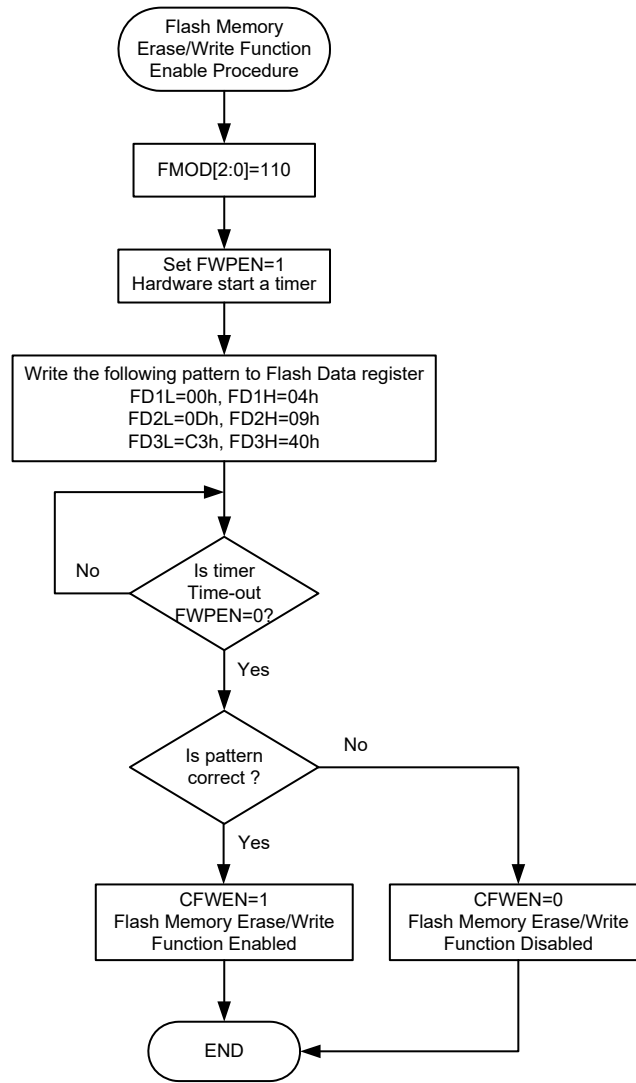 Flash Memory
Erase/Write Function
Enable Procedure
FMOD[2:0]=110
Set FWPEN=1
Hardware start a timer
Write the following pattern to Flash Data register
FD1L=00h, FD1H=04h
FD2L=0Dh, FD2H=09h
FD3L=C3h, FD3H=40h
No
Is timer
Time-out
FWPEN=0?
Yes
Is pattern
correct ?
No
Yes
CFWEN=1
Flash Memory Erase/Write
Function Enabled
CFWEN=0
Flash Memory Erase/Write
Function Disabled
END